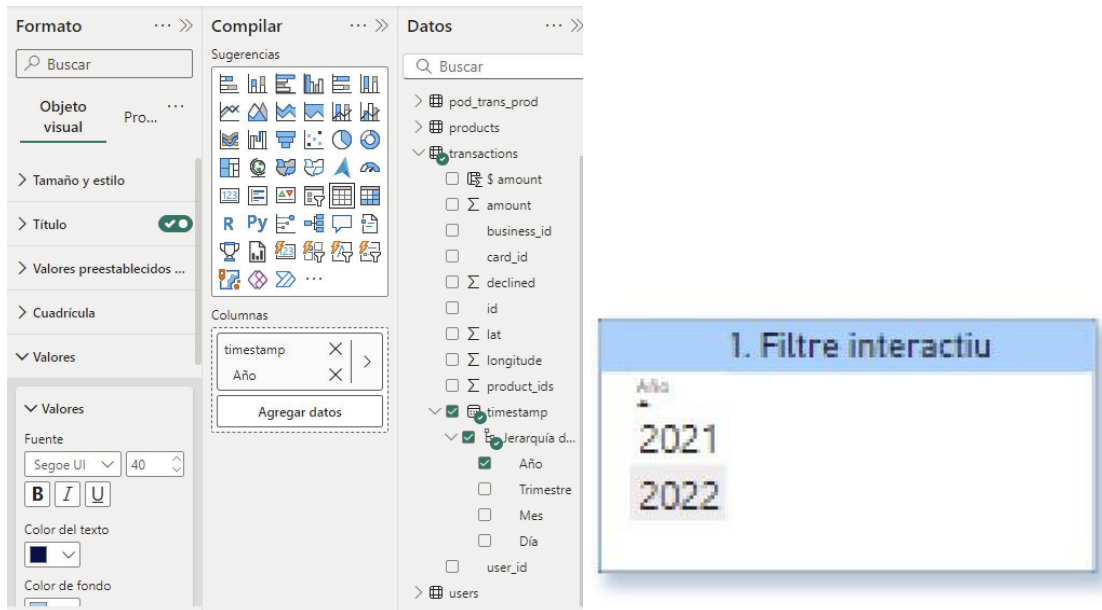 Formato
Buscar
Objeto visual
Pro...
Tamaño y estilo
Título
Valores preestablecidos ...
Cuadrícula
Valores
Valores
Fuente
Segoe UI 40
B I U
Color del texto
Color de fondo
Compilar
Sugerencias
123
R Py
123
Columnas
timestamp
Año
Agregar datos
Datos
Buscar
pod_trans_prod
products
transactions
$ amount
amount
business_id
card_id
declined
id
lat
longitude
product_ids
timestamp
Jerarquía d...
Año
Trimestre
Mes
Día
user_id
users
1. Filtre interactiu
Año
2021
2022